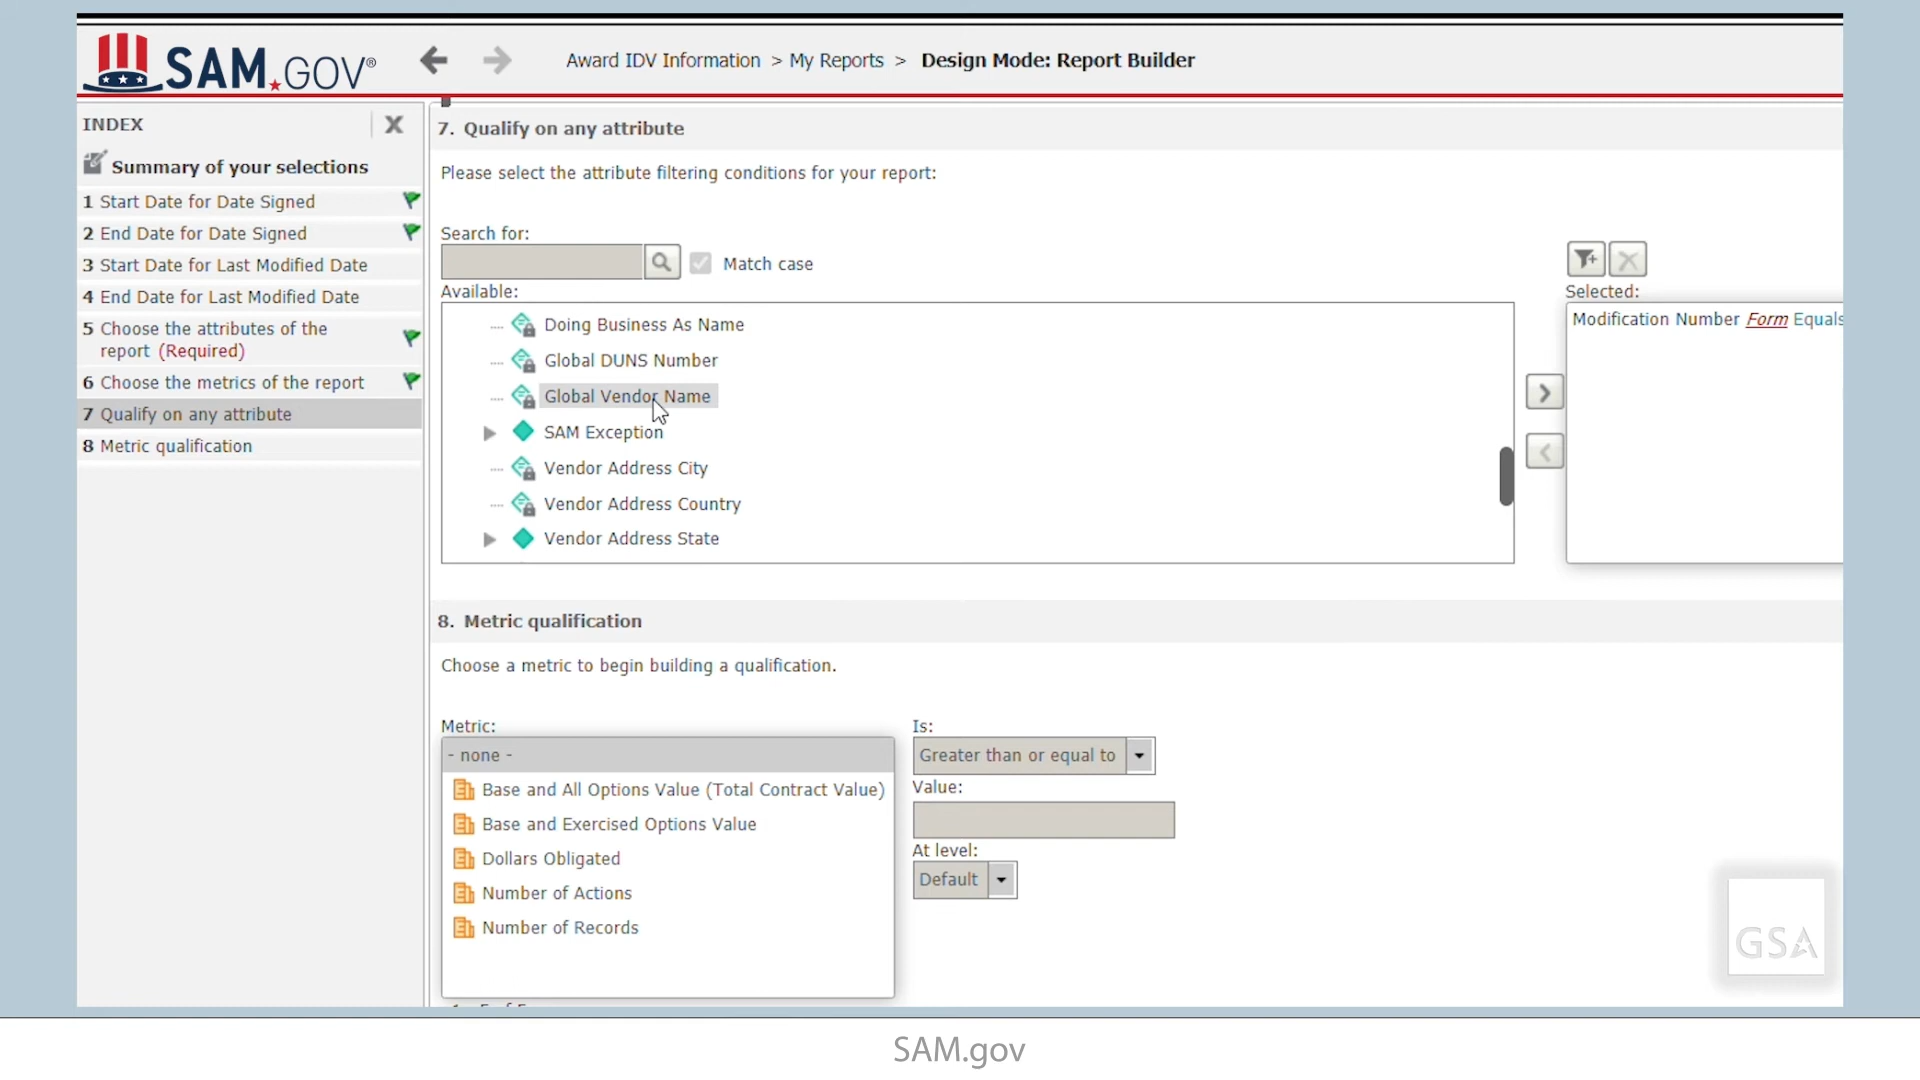 SAM.GOV®
Award IDV Information > My Reports > Design Mode: Report Builder
INDEX
Summary of your selections
1 Start Date for Date Signed
2 End Date for Date Signed
3 Start Date for Last Modified Date
4 End Date for Last Modified Date
5 Choose the attributes of the
report (Required)
6 Choose the metrics of the report
7 Qualify on any attribute
8 Metric qualification
7. Qualify on any attribute
Please select the attribute filtering conditions for your report:
Search for:
Match case
Available:
Doing Business As Name
Global DUNS Number
Global Vendor Name
SAM Exception
Vendor Address City
Vendor Address Country
Vendor Address State
Selected:
Modification Number Form Equals
8. Metric qualification
Choose a metric to begin building a qualification.
Metric:
- none -
Base and All Options Value (Total Contract Value)
Base and Exercised Options Value
Dollars Obligated
Number of Actions
Number of Records
Is:
Greater than or equal to
Value:
At level:
Default
GSA
SAM.gov